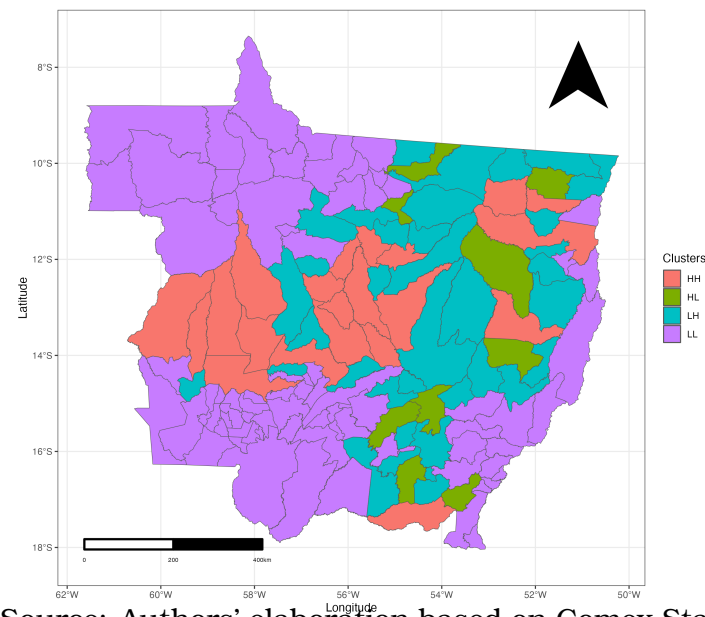 8°S
10°S
12°S
14°S
16°S
18°S
Latitude
62°W 60°W 58°W 56°W 54°W 52°W 50°W
Longitude
0 200 400km
Clusters
HH
HL
LH
LL
Source: Authors' elaboration based on Comex Sta